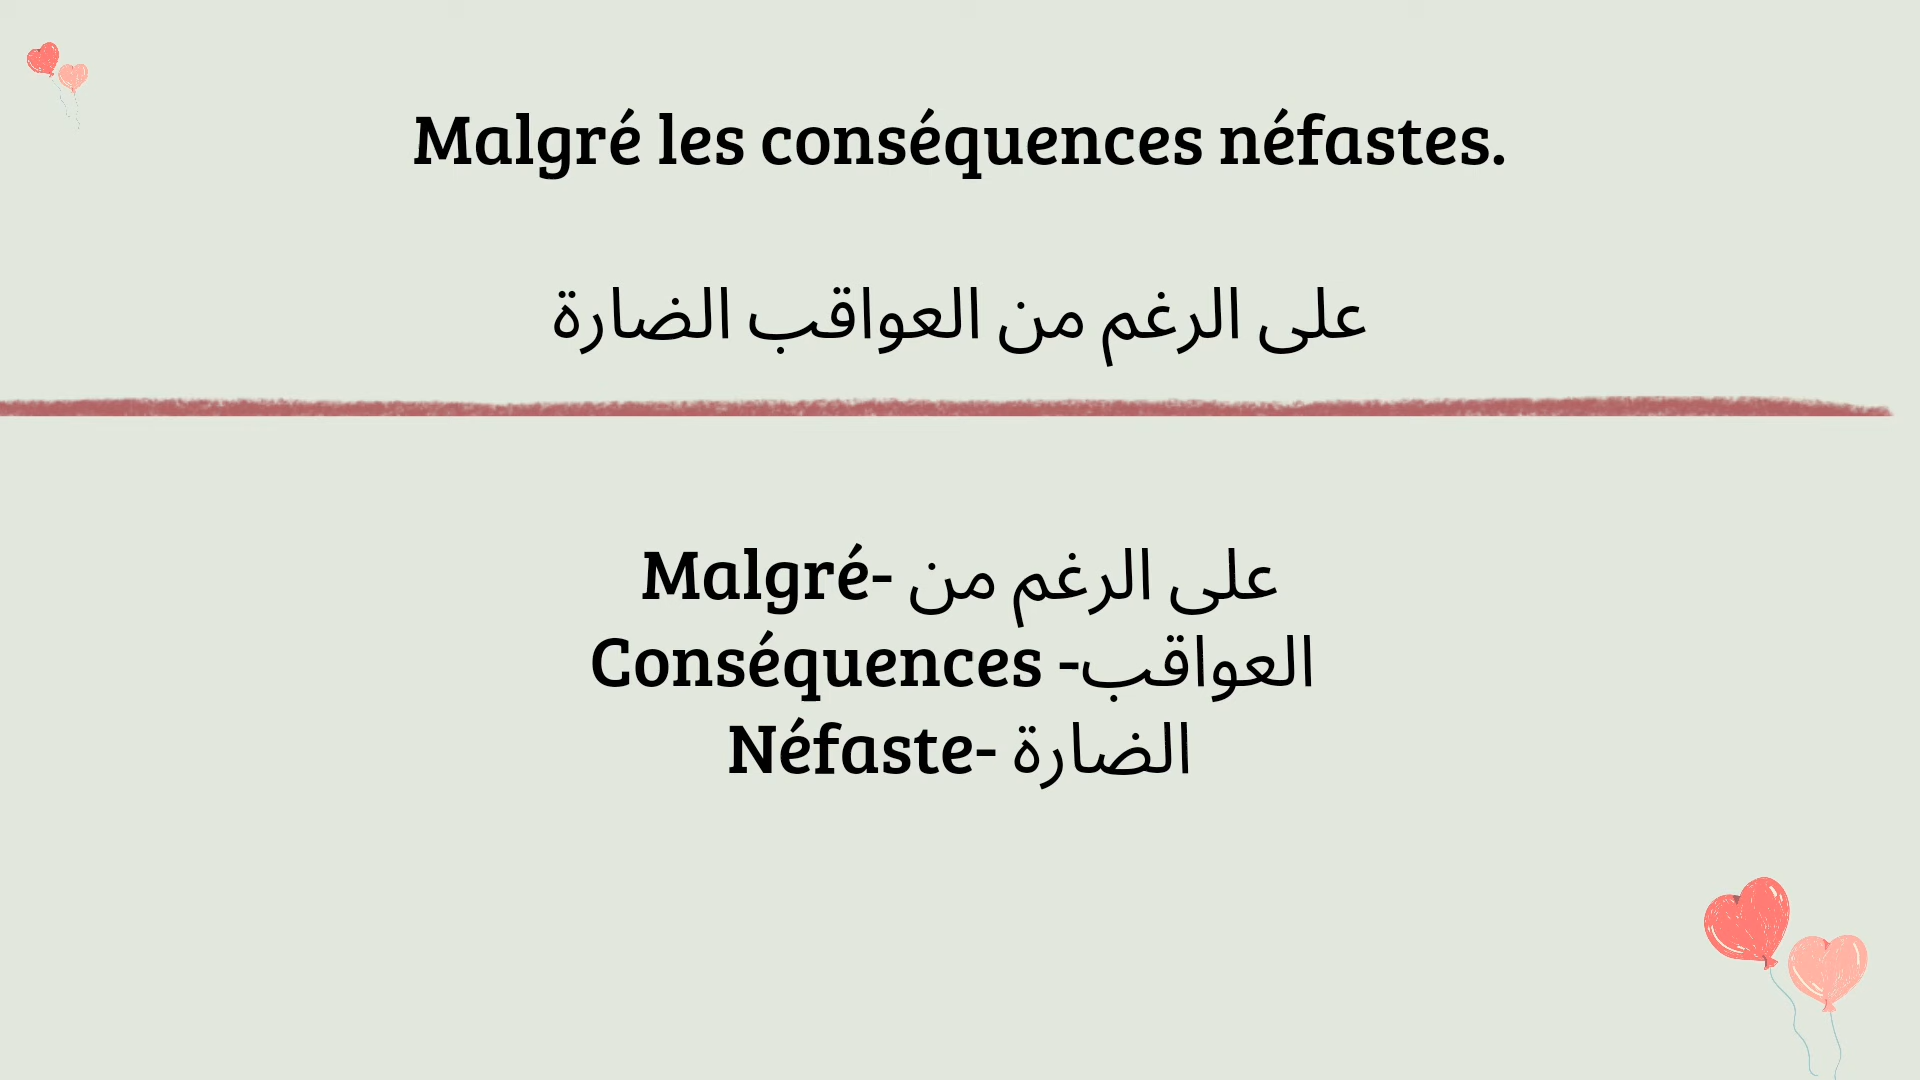 Malgré les conséquences néfastes.
على الرغم من العواقب الضارة
Malgré- على الرغم من
Conséquences -العواقب
Néfaste- الضارة